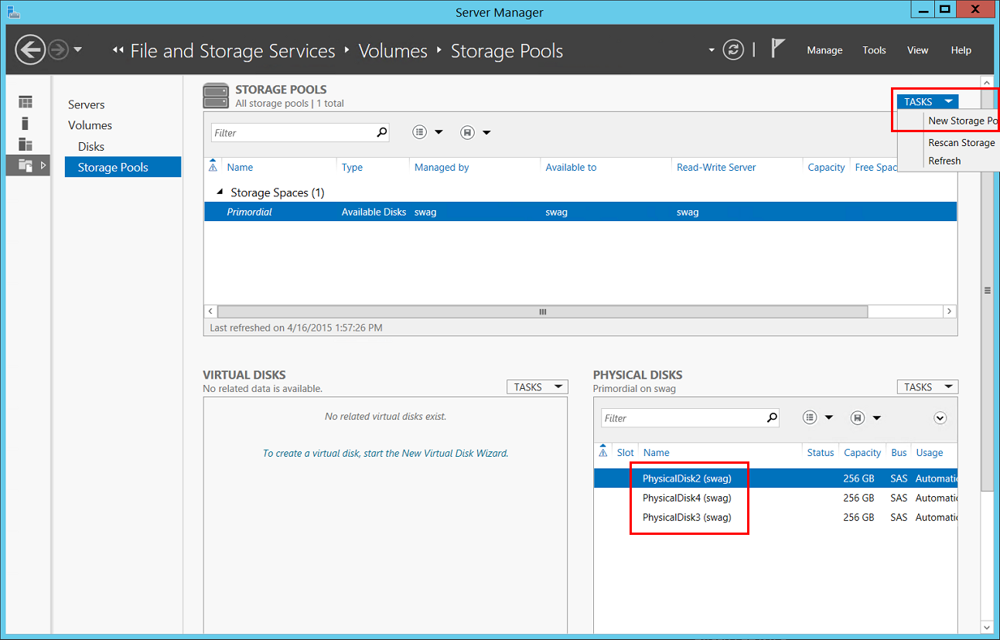 Server Manager
File and Storage Services Volumes Storage Pools
Manage Tools View Help
Servers
Volumes
Disks
Storage Pools
STORAGE POOLS
All storage pools | 1 total
TASKS
New Storage Po
Rescan Storage
Refresh
Filter
Name Type Managed by Available to Read-Write Server Capacity Free Spac
Storage Spaces (1)
Primordial Available Disks swag swag swag
Last refreshed on 4/16/2015 1:57:26 PM
VIRTUAL DISKS
No related data is available.
TASKS
No related virtual disks exist.
To create a virtual disk, start the New Virtual Disk Wizard.
PHYSICAL DISKS
Primordial on swag
TASKS
Filter
Slot Name Status Capacity Bus Usage
PhysicalDisk2 (swag) 256 GB SAS Automatic
PhysicalDisk4 (swag) 256 GB SAS Automatic
PhysicalDisk3 (swag) 256 GB SAS Automatic